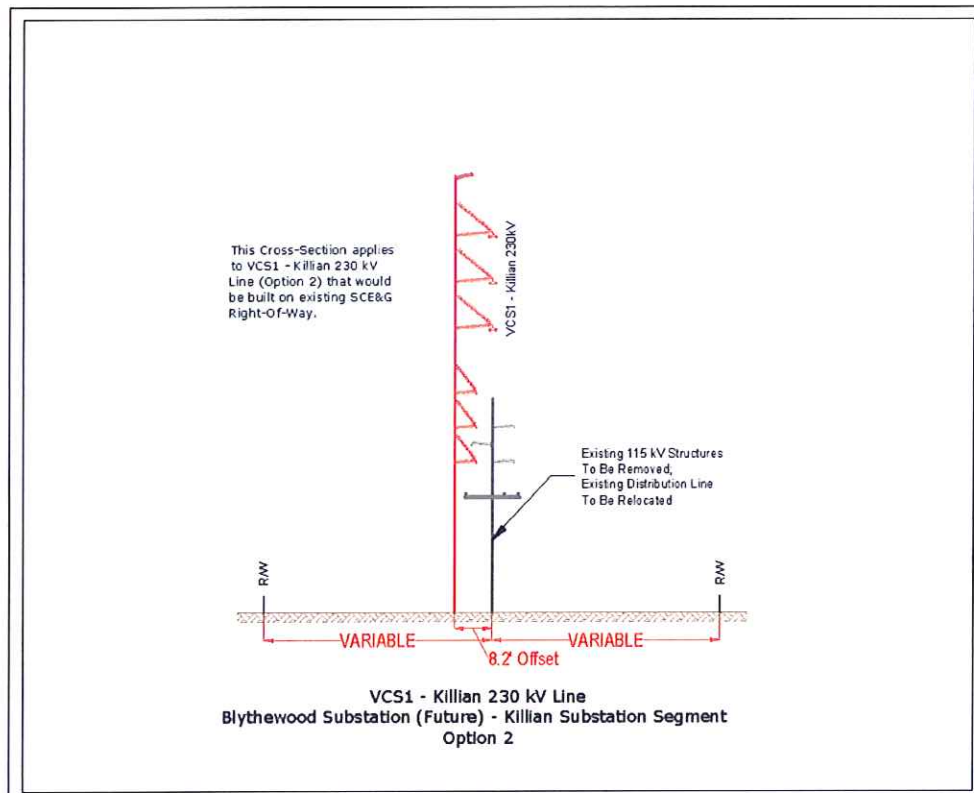 This Cross-Section applies
to VCS1 - Killian 230 kV
Line (Option 2) that would
be built on existing SCE&G
Right-Of-Way.
VCS1 - Killian 230kV
Existing 115 kV Structures
To Be Removed,
Existing Distribution Line
To Be Relocated
R/W
R/W
VARIABLE
VARIABLE
8.2' Offset
VCS1 - Killian 230 kV Line
Blythewood Substation (Future) - Killian Substation Segment
Option 2